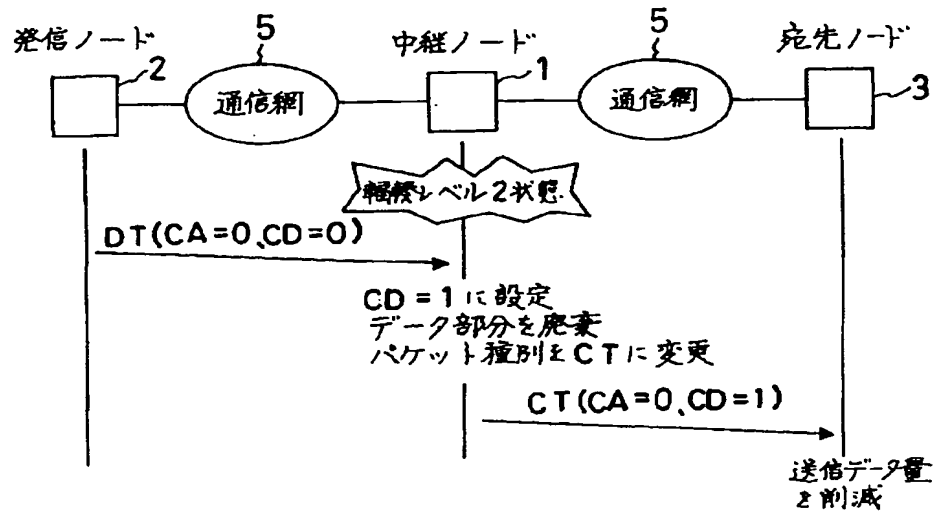 発信ノード
5
中継ノード
5
宛先ノード
2
1
3
通信網
通信網
輻輳レベル2状態
DT(CA=0、CD=0)
CD=1に設定
データ部分を廃棄
パケット種別をCTに変更
CT(CA=0、CD=1)
送信データ量
を削減